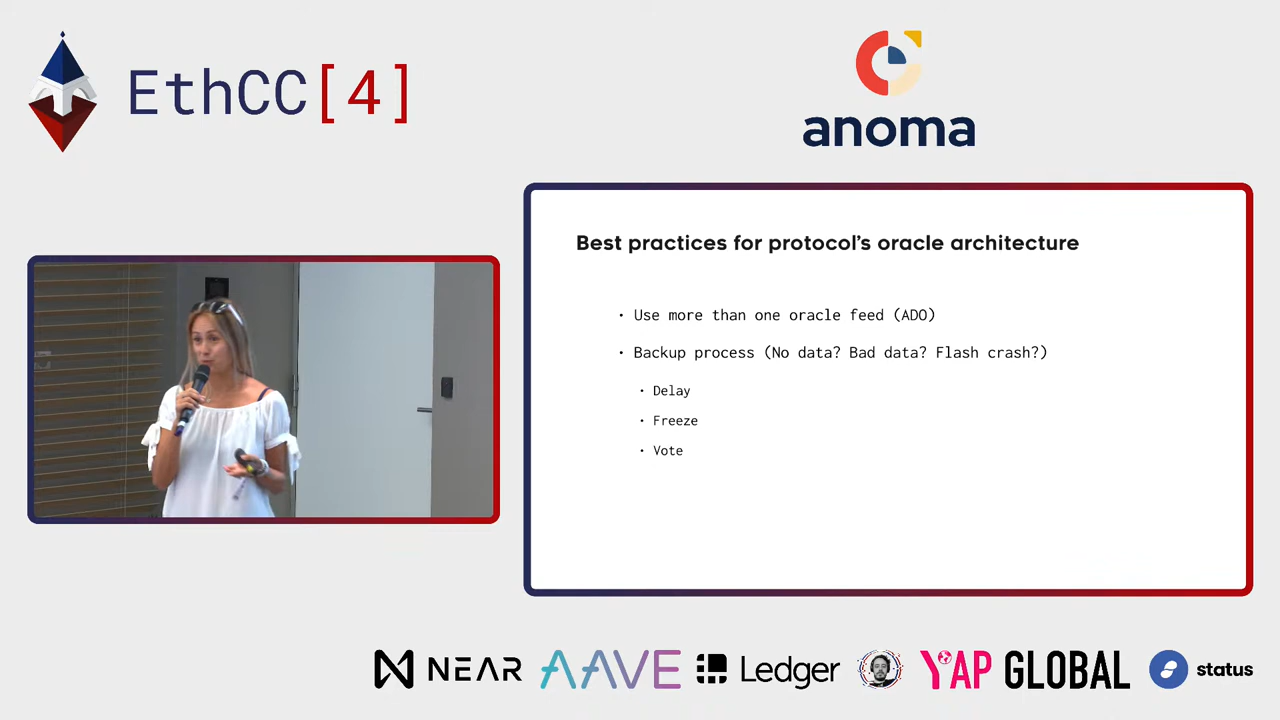 EthCC[4]
anoma
Best practices for protocol's oracle architecture
• Use more than one oracle feed (ADO)
• Backup process (No data? Bad data? Flash crash?)
• Delay
• Freeze
• Vote
NEAR
AAVE
Ledger
YAP GLOBAL
status